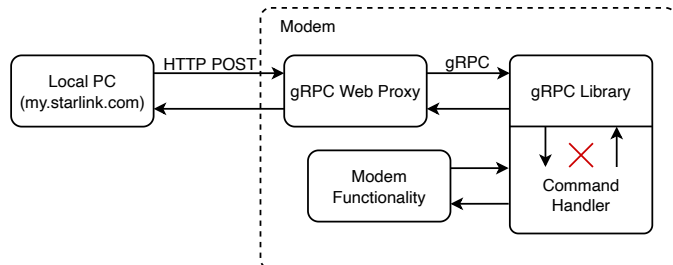 Modem
HTTP POST
gRPC
Local PC
(my.starlink.com)
gRPC Web Proxy
gRPC Library
Modem
Functionality
Command
Handler